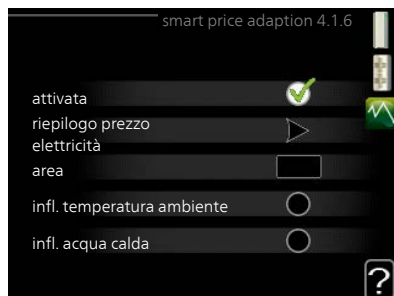 smart price adaption 4.1.6
attivata
riepilogo prezzo
elettricità
area
infl. temperatura ambiente
infl. acqua calda
?